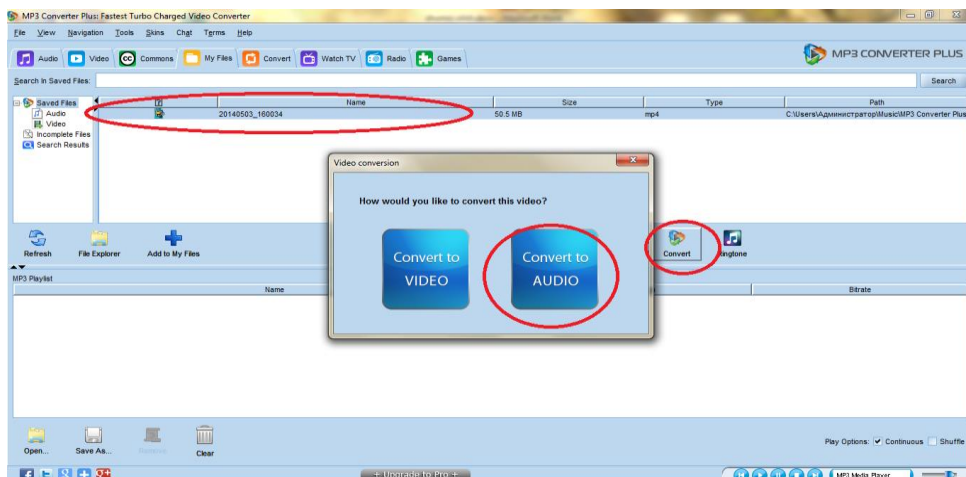 MP3 Converter Plus: Fastest Turbo Charged Video Converter
File View Navigation Tools Skins Chat Terms Help
Audio Video Commons My Files Convert Watch TV Radio Games
MP3 CONVERTER PLUS
Search In Saved Files: Search
Saved Files
Audio
Video
Incomplete Files
Search Results
Name Size Type Path
20140503_160034 50.5 MB mp4 C:\Users\Администратор\Music\MP3 Converter Plus
Video conversion
How would you like to convert this video?
Convert to
VIDEO
Convert to
AUDIO
Refresh File Explorer Add to My Files Convert Ringtone
MP3 Playlist
Name Bitrate
Open... Save As... Clear
Play Options: Continuous Shuffle
+ Upgrade to Pro +
MP3 Media Player